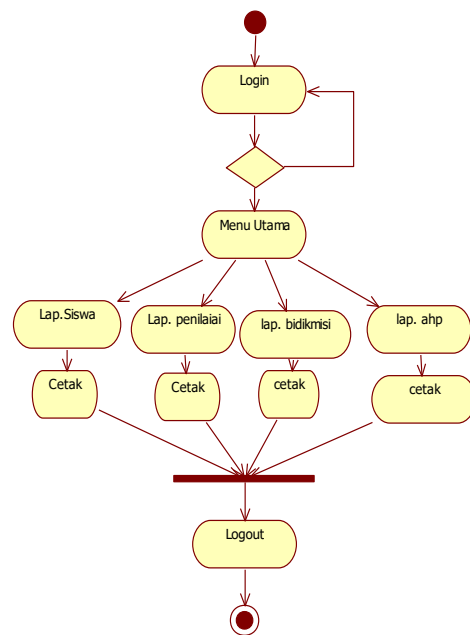 Login
Menu Utama
Lap.Siswa
Lap. penilaiai
lap. bidikmisi
lap. ahp
Cetak
Cetak
cetak
cetak
Logout